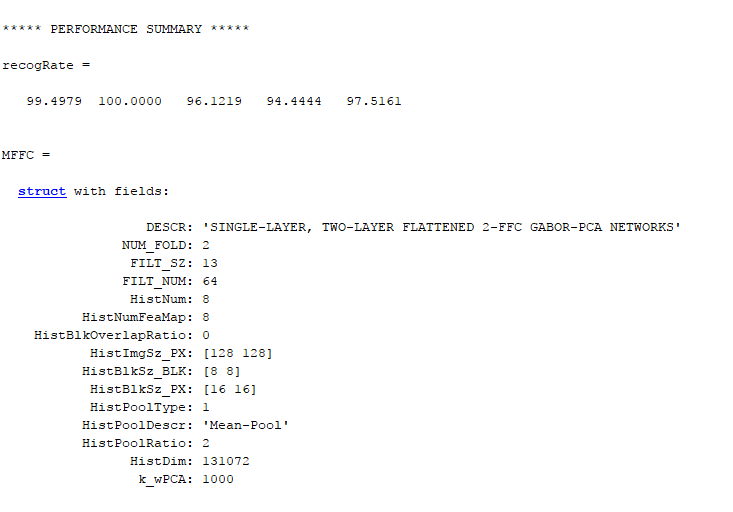 ***** PERFORMANCE SUMMARY *****
recogRate =
99.4979 100.0000 96.1219 94.4444 97.5161
MFFC =
struct with fields:
DESCR: 'SINGLE-LAYER, TWO-LAYER FLATTENED 2-FFC GABOR-PCA NETWORKS'
NUM_FOLD: 2
FILT_SZ: 13
FILT_NUM: 64
HistNum: 8
HistNumFeaMap: 8
HistBlkOverlapRatio: 0
HistImgSz_PX: [128 128]
HistBlkSz_BLK: [8 8]
HistBlkSz_PX: [16 16]
HistPoolType: 1
HistPoolDescr: 'Mean-Pool'
HistPoolRatio: 2
HistDim: 131072
k_wPCA: 1000